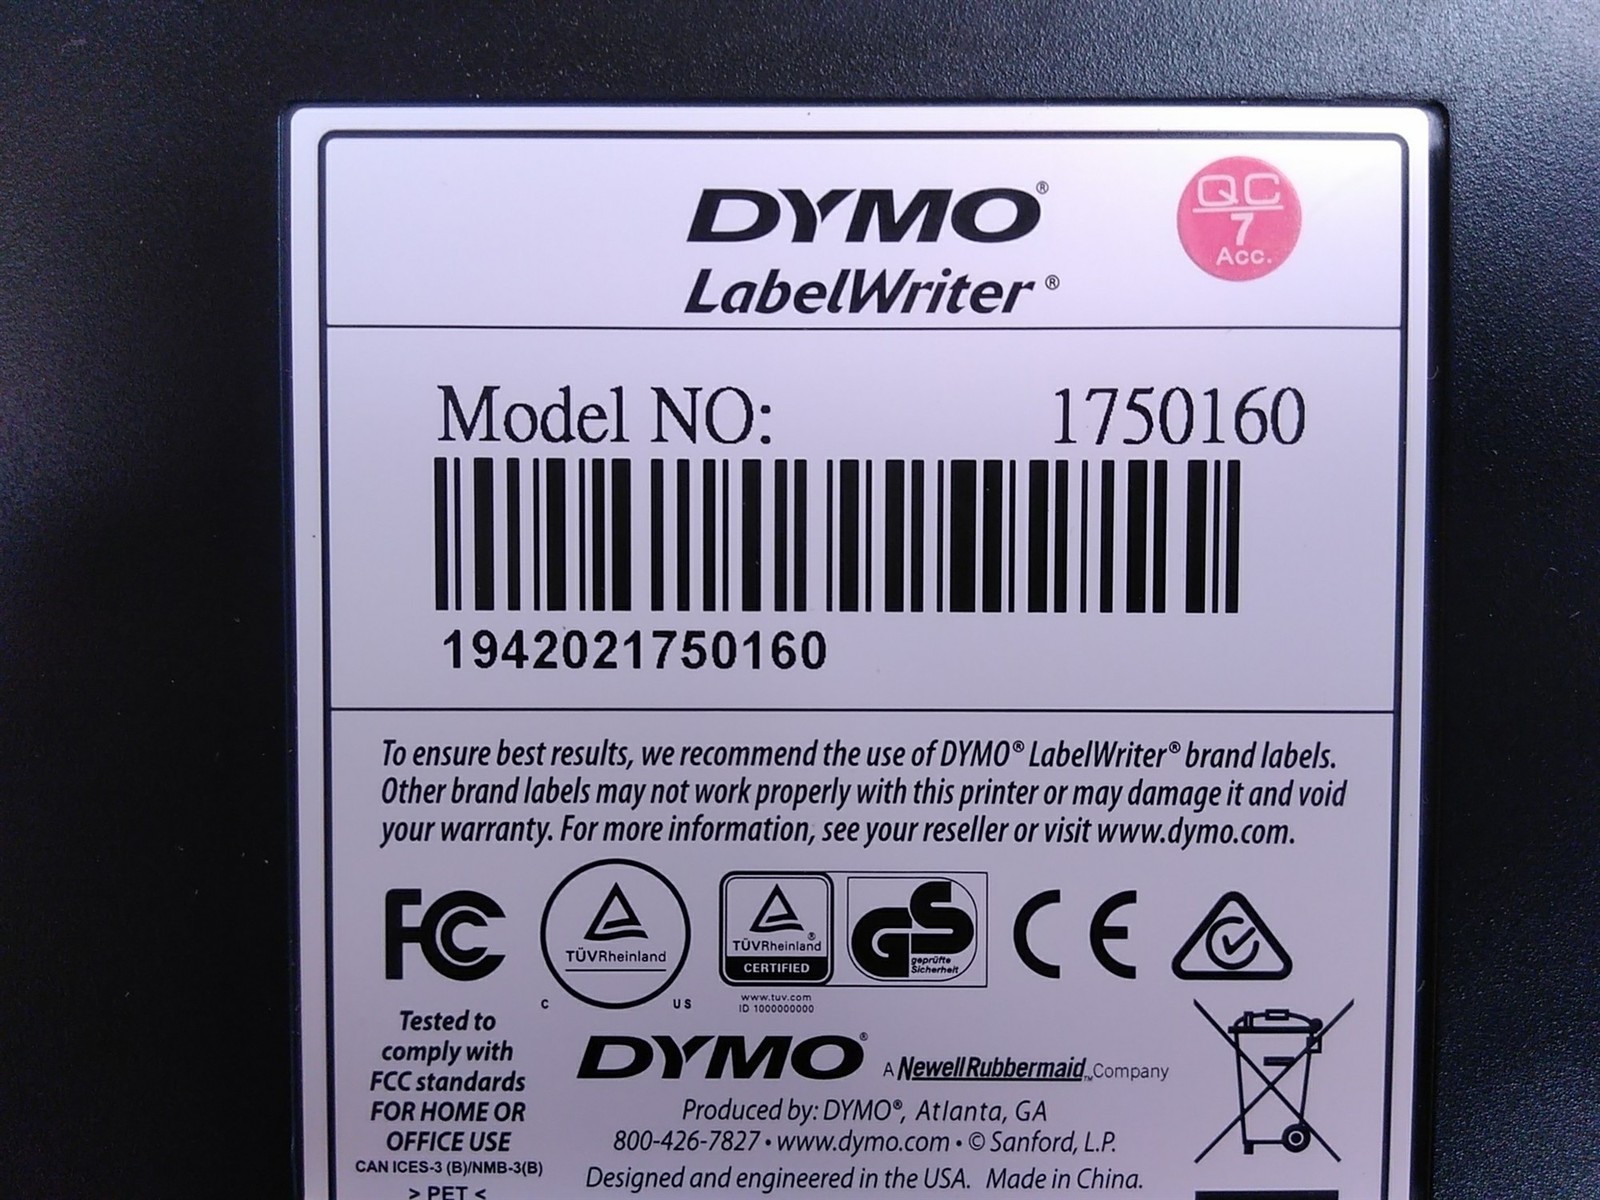 DYMO®
LabelWriter®
QC
7
Acc.
Model NO: 1750160
1942021750160
To ensure best results, we recommend the use of DYMO® LabelWriter® brand labels.
Other brand labels may not work properly with this printer or may damage it and void
your warranty. For more information, see your reseller or visit www.dymo.com.
FC
TÜVRheinland
C US
TÜVRheinland®
CERTIFIED
www.tuv.com
ID 1000000000
GS
geprüfte
Sicherheit
CE
Tested to
comply with
FCC standards
FOR HOME OR
OFFICE USE
CAN ICES-3 (B)/NMB-3(B)
> PET <
DYMO® A NewellRubbermaid™ Company
Produced by: DYMO®, Atlanta, GA
800-426-7827 • www.dymo.com • © Sanford, L.P.
Designed and engineered in the USA. Made in China.